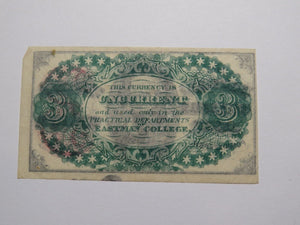 THIS CURRENCY IS
UNCURRENT
3 and used only in the 3
PRACTICAL DEPARTMENTS
EASTMAN COLLEGE.